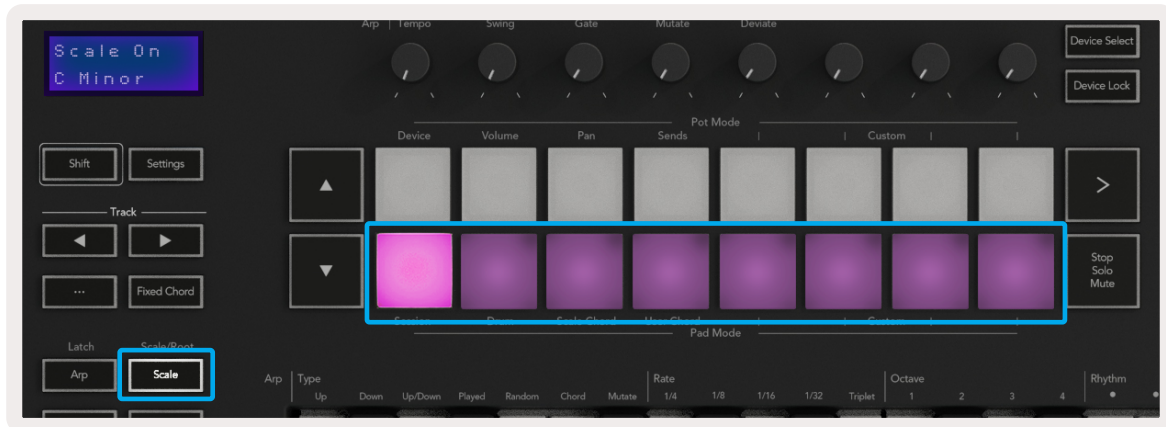 Arp | Tempo Swing Gate Mutate Deviate
Scale On
C Minor
Device Select
Device Lock
Pot Mode
Device Volume Pan Sends Custom
Shift Settings
Track
... Fixed Chord
Stop
Solo
Mute
Session Drum Scale Chord User Chord Custom
Pad Mode
Latch Scale/Root
Arp Scale
Arp Type Rate Octave Rhythm
Up Down Up/Down Played Random Chord Mutate 1/4 1/8 1/16 1/32 Triplet 1 2 3 4